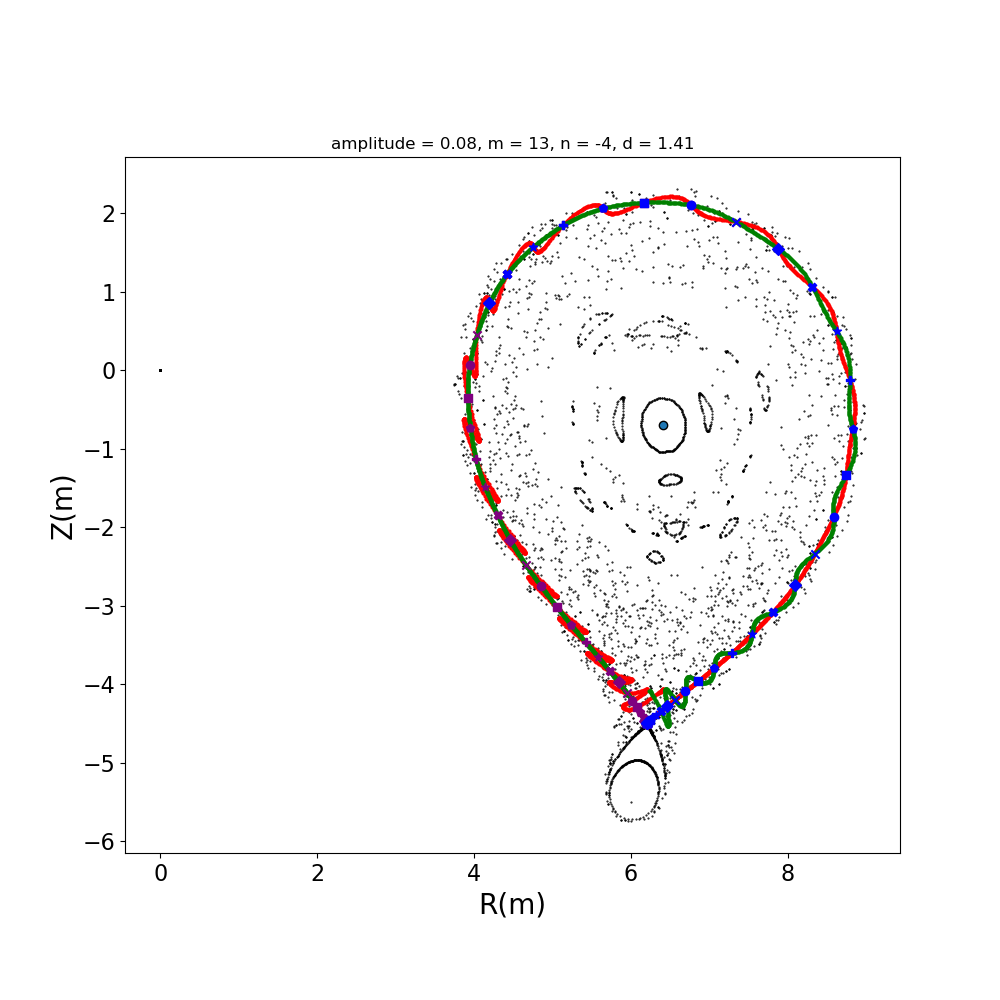 amplitude = 0.08, m = 13, n = -4, d = 1.41
2
1
0
−1
−2
−3
−4
−5
−6
Z(m)
0 2 4 6 8
R(m)